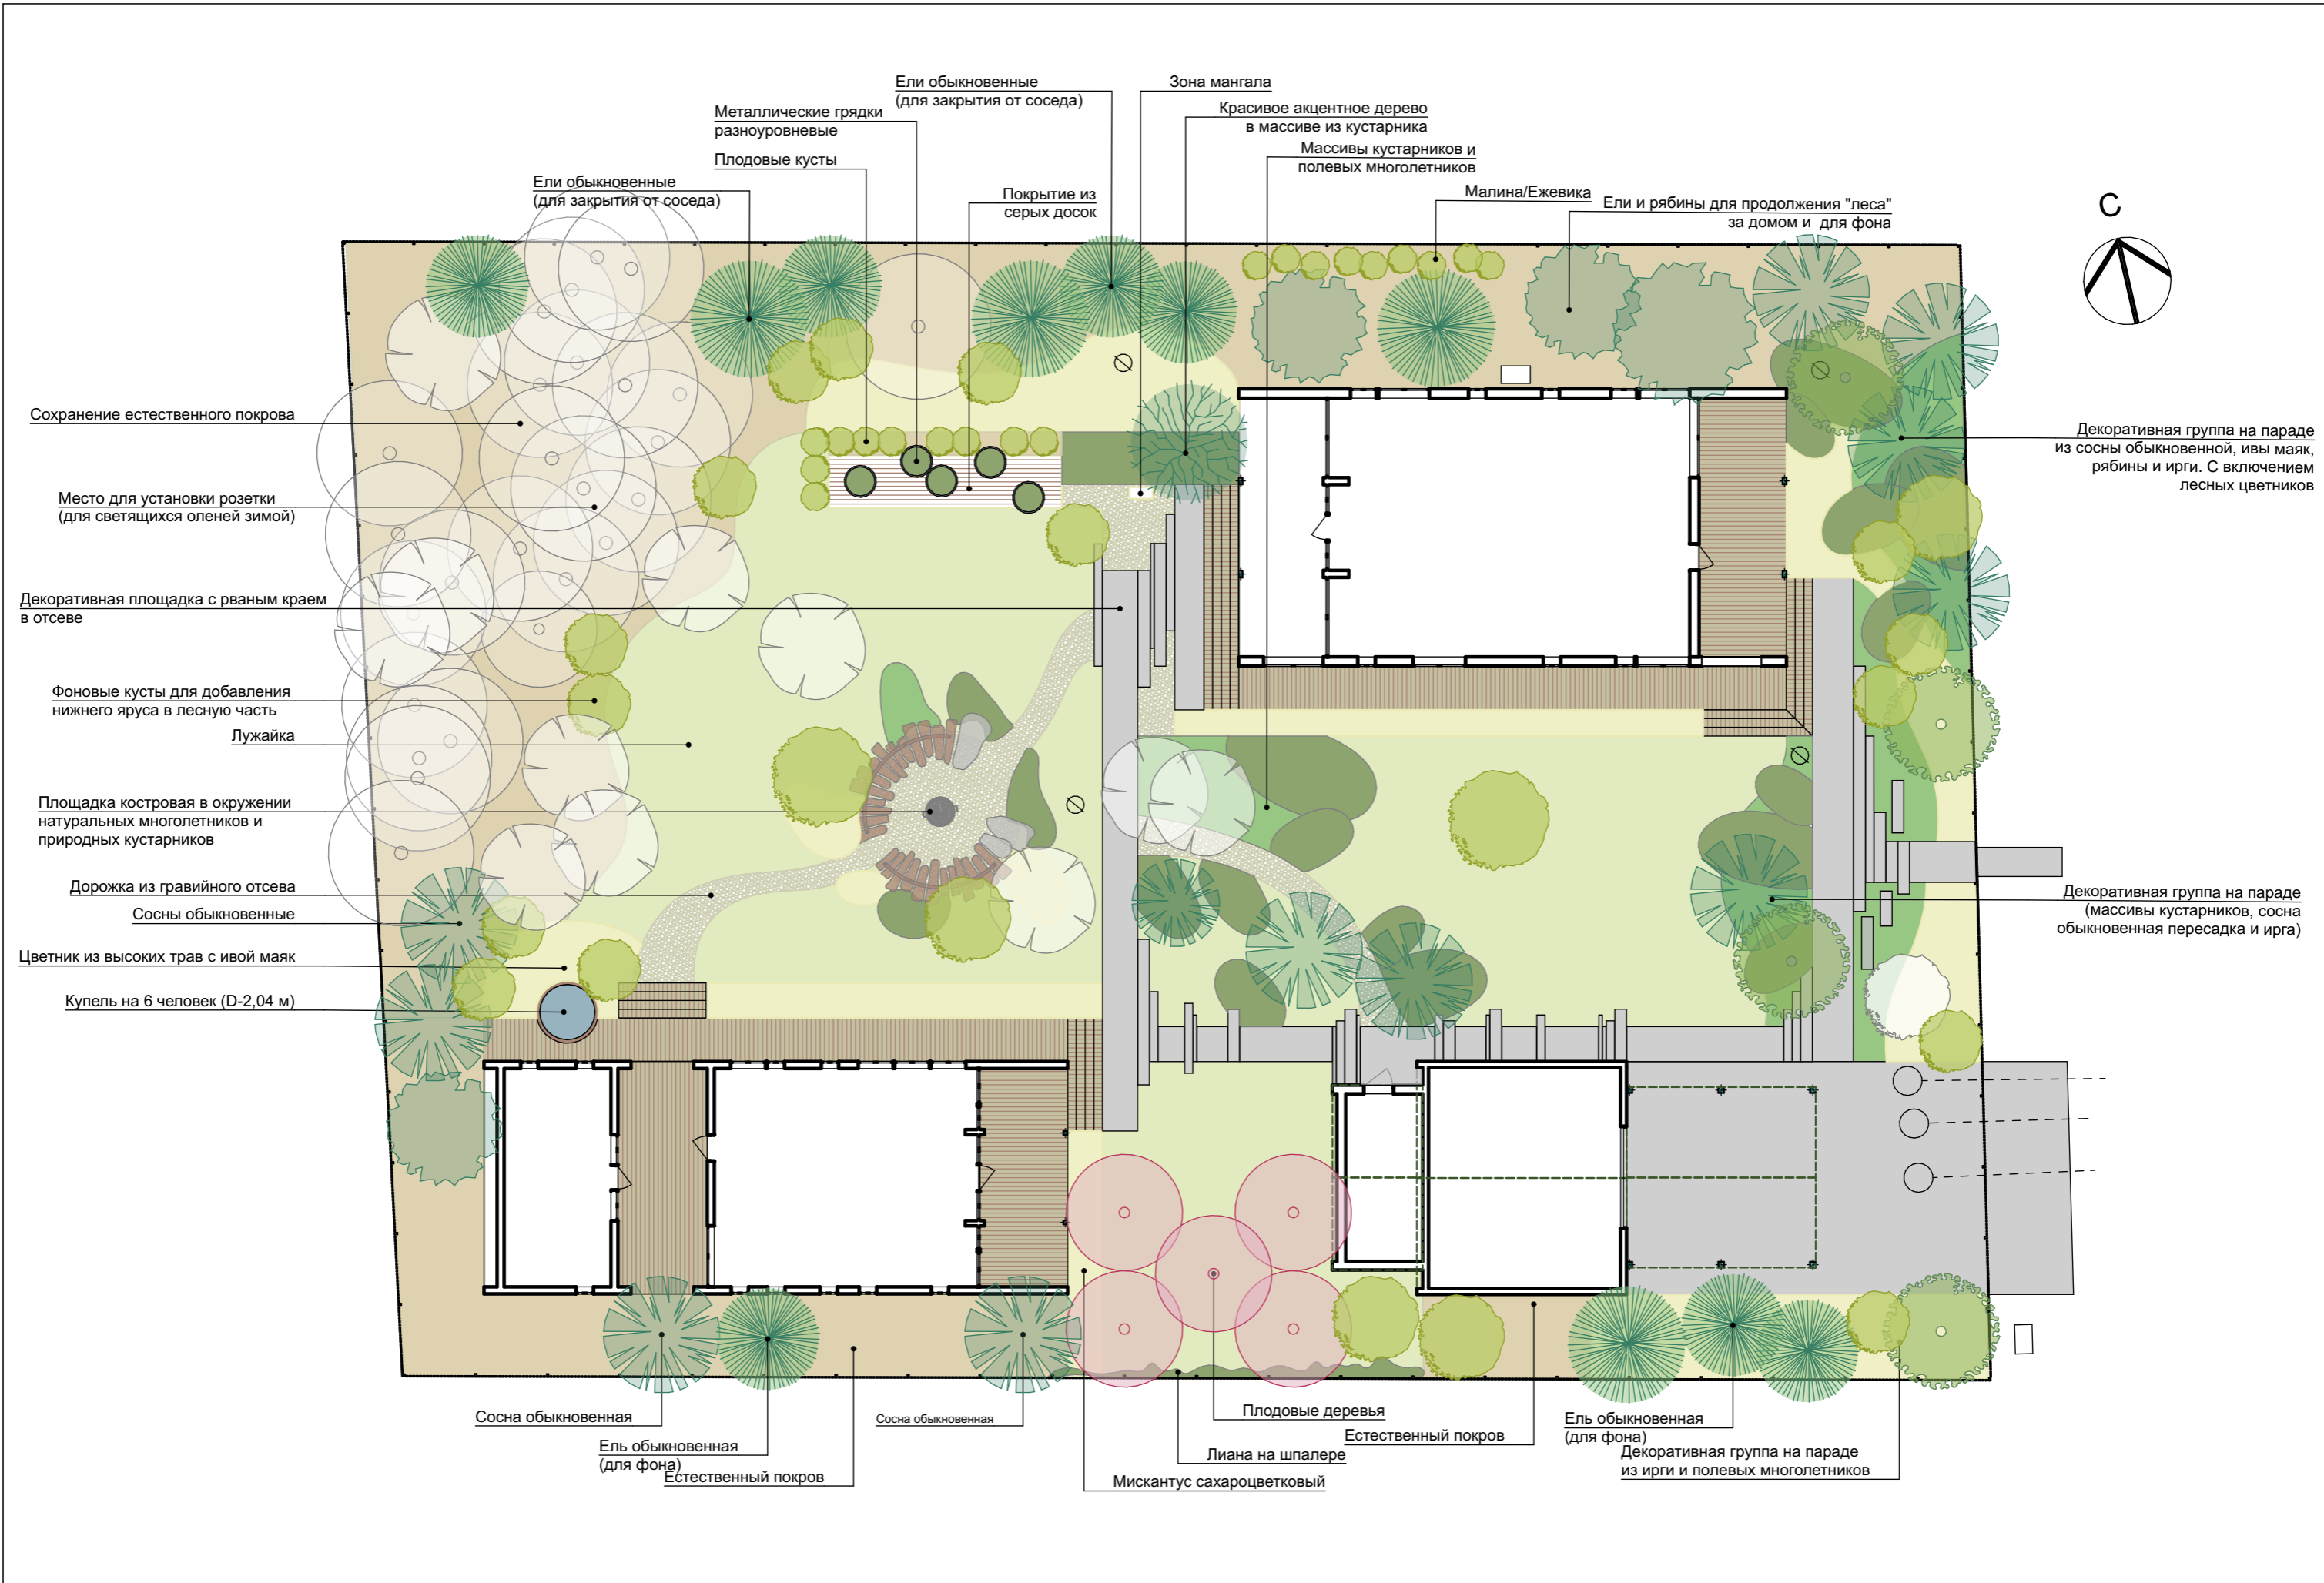 Ели обыкновенные
(для закрытия от соседа)
Зона мангала
Металлические грядки
разноуровневые
Красивое акцентное дерево
в массиве из кустарника
Плодовые кусты
Массивы кустарников и
полевых многолетников
Ели обыкновенные
(для закрытия от соседа)
Покрытие из
серых досок
Малина/Ежевика
Ели и рябины для продолжения "леса"
за домом и для фона
С
Сохранение естественного покрова
Декоративная группа на параде
из сосны обыкновенной, ивы маяк,
рябины и ирги. С включением
лесных цветников
Место для установки розетки
(для светящихся оленей зимой)
Декоративная площадка с рваным краем
в отсеве
Фоновые кусты для добавления
нижнего яруса в лесную часть
Лужайка
Площадка костровая в окружении
натуральных многолетников и
природных кустарников
Дорожка из гравийного отсева
Сосны обыкновенные
Декоративная группа на параде
(массивы кустарников, сосна
обыкновенная пересадка и ирга)
Цветник из высоких трав с ивой маяк
Купель на 6 человек (D-2,04 м)
Сосна обыкновенная
Ель обыкновенная
(для фона)
Естественный покров
Сосна обыкновенная
Плодовые деревья
Лиана на шпалере
Мискантус сахароцветковый
Естественный покров
Ель обыкновенная
(для фона)
Декоративная группа на параде
из ирги и полевых многолетников